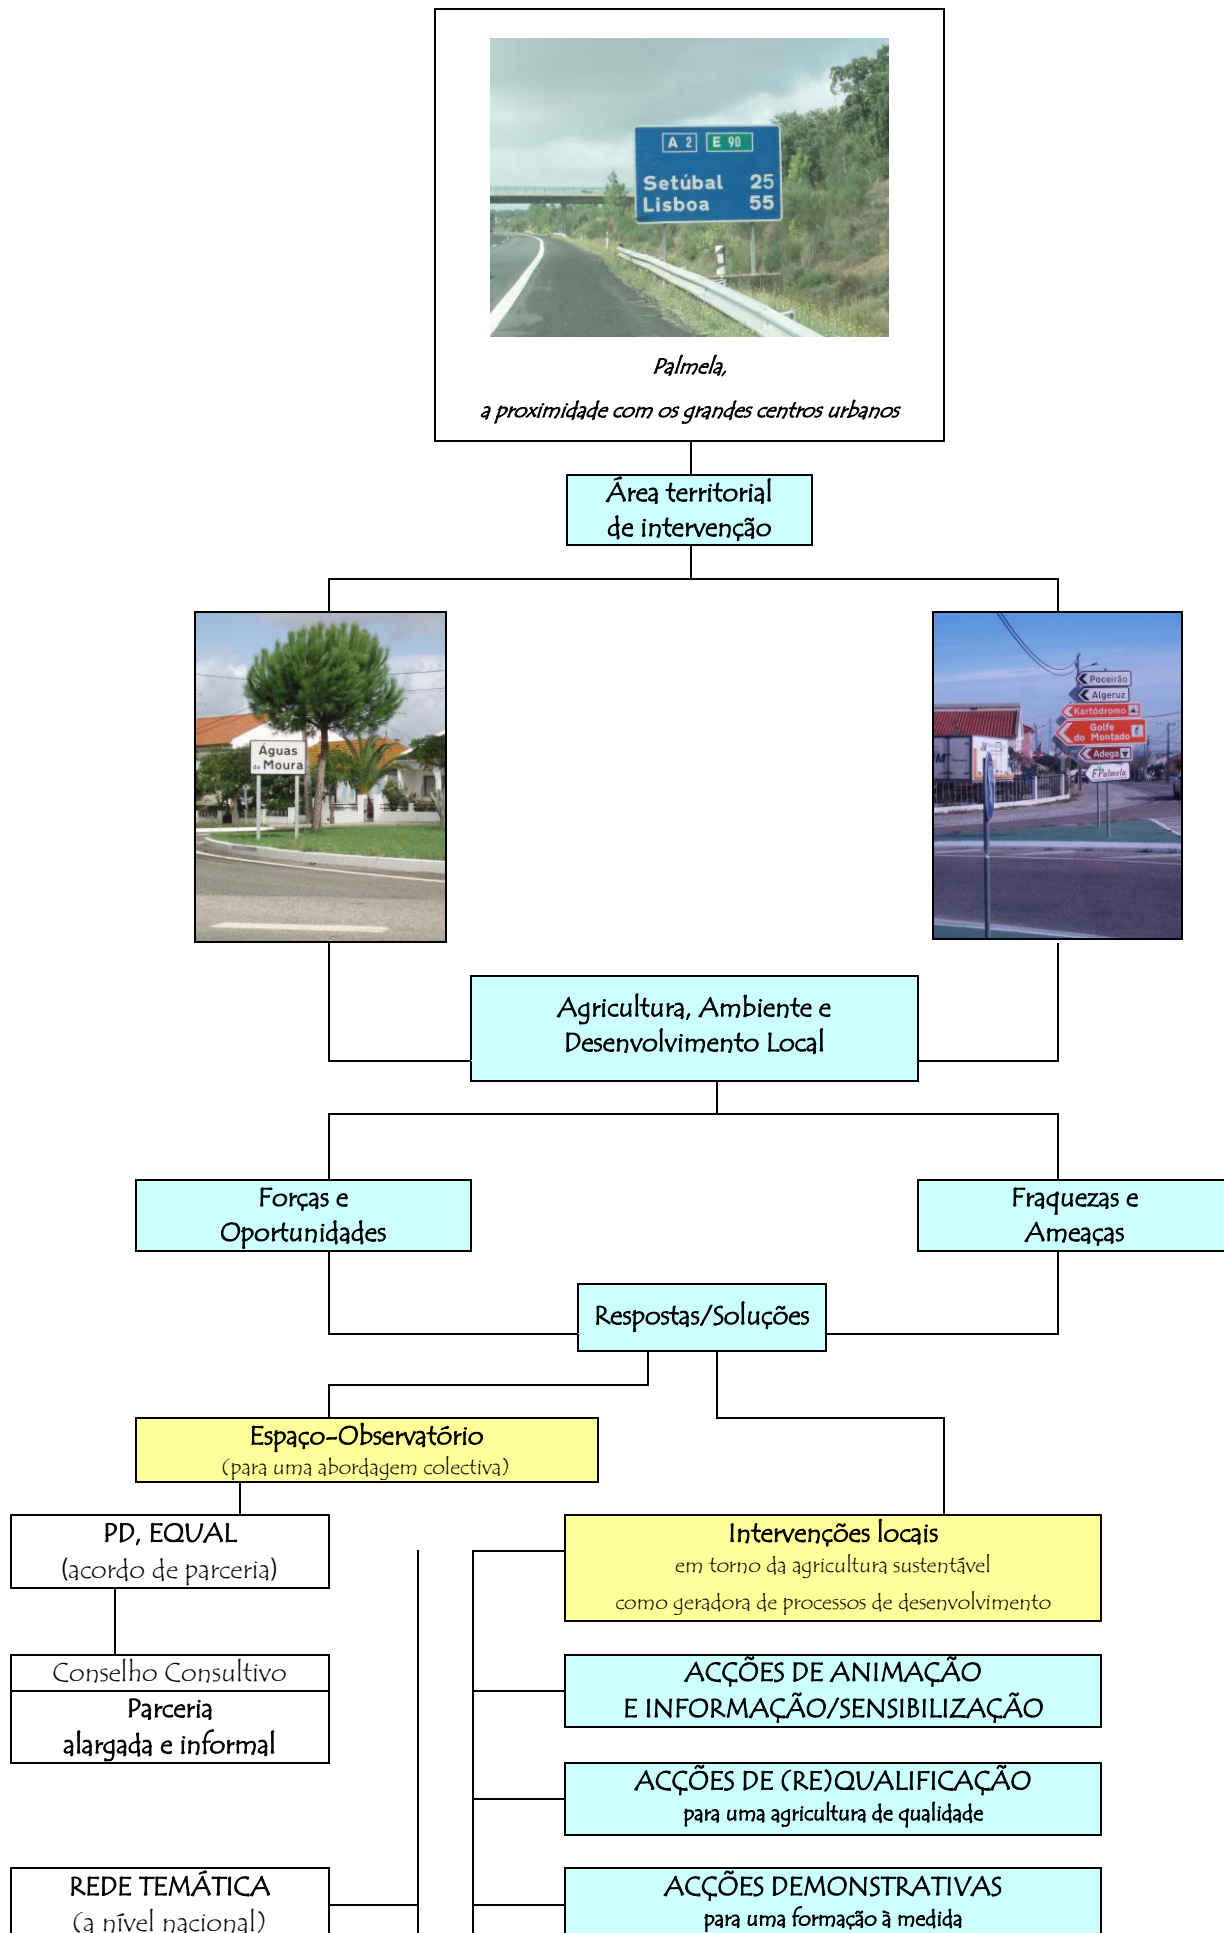 A 2 E 90
Setúbal 25
Lisboa 55
Palmela,
a proximidade com os grandes centros urbanos
Área territorial
de intervenção
Águas
de Moura
Poceirão
Algeruz
Kartódromo
Golfe
do Montado
Adega
FPalmela
Agricultura, Ambiente e
Desenvolvimento Local
Forças e
Oportunidades
Fraquezas e
Ameaças
Respostas/Soluções
Espaço-Observatório
(para uma abordagem colectiva)
PD, EQUAL
(acordo de parceria)
Intervenções locais
em torno da agricultura sustentável
como geradora de processos de desenvolvimento
Conselho Consultivo
Parceria
alargada e informal
ACÇÕES DE ANIMAÇÃO
E INFORMAÇÃO/SENSIBILIZAÇÃO
ACÇÕES DE (RE)QUALIFICAÇÃO
para uma agricultura de qualidade
REDE TEMÁTICA
(a nível nacional)
ACÇÕES DEMONSTRATIVAS
para uma formação à medida